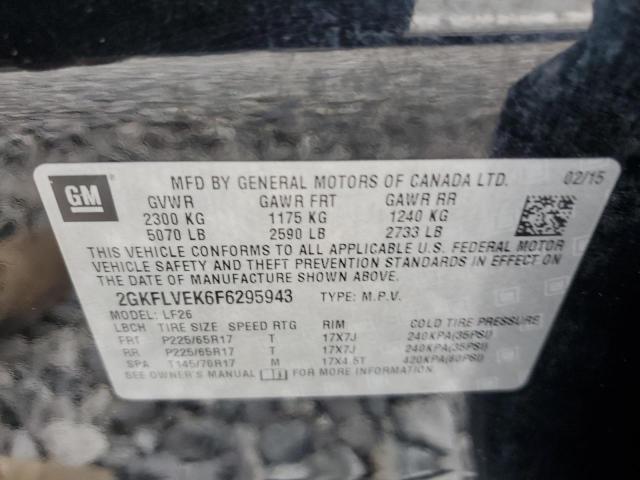 GM
MFD BY GENERAL MOTORS OF CANADA LTD. 02/15
GVWR GAWR FRT GAWR RR
2300 KG 1175 KG 1240 KG
5070 LB 2590 LB 2733 LB
THIS VEHICLE CONFORMS TO ALL APPLICABLE U.S. FEDERAL MOTOR
VEHICLE SAFETY AND THEFT PREVENTION STANDARDS IN EFFECT ON
THE DATE OF MANUFACTURE SHOWN ABOVE.
2GKFLVEK6F6295943 TYPE: M.P.V.
MODEL: LF26
LBCH TIRE SIZE SPEED RTG RIM COLD TIRE PRESSURE
FRT P225/65R17 T 17X7J 240KPA(35PSI)
RR P225/65R17 T 17X7J 240KPA(35PSI)
SPA T145/70R17 M 17X4.5T 420KPA(60PSI)
SEE OWNER'S MANUAL FOR ADDITIONAL INFORMATION